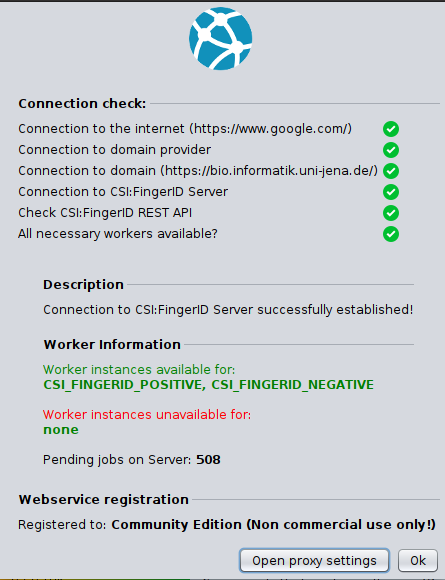 Connection check:
Connection to the internet (https://www.google.com/)
Connection to domain provider
Connection to domain (https://bio.informatik.uni-jena.de/)
Connection to CSI:FingerID Server
Check CSI:FingerID REST API
All necessary workers available?
Description
Connection to CSI:FingerID Server successfully established!
Worker Information
Worker instances available for:
CSI_FINGERID_POSITIVE, CSI_FINGERID_NEGATIVE
Worker instances unavailable for:
none
Pending jobs on Server: 508
Webservice registration
Registered to: Community Edition (Non commercial use only!)
Open proxy settings
Ok